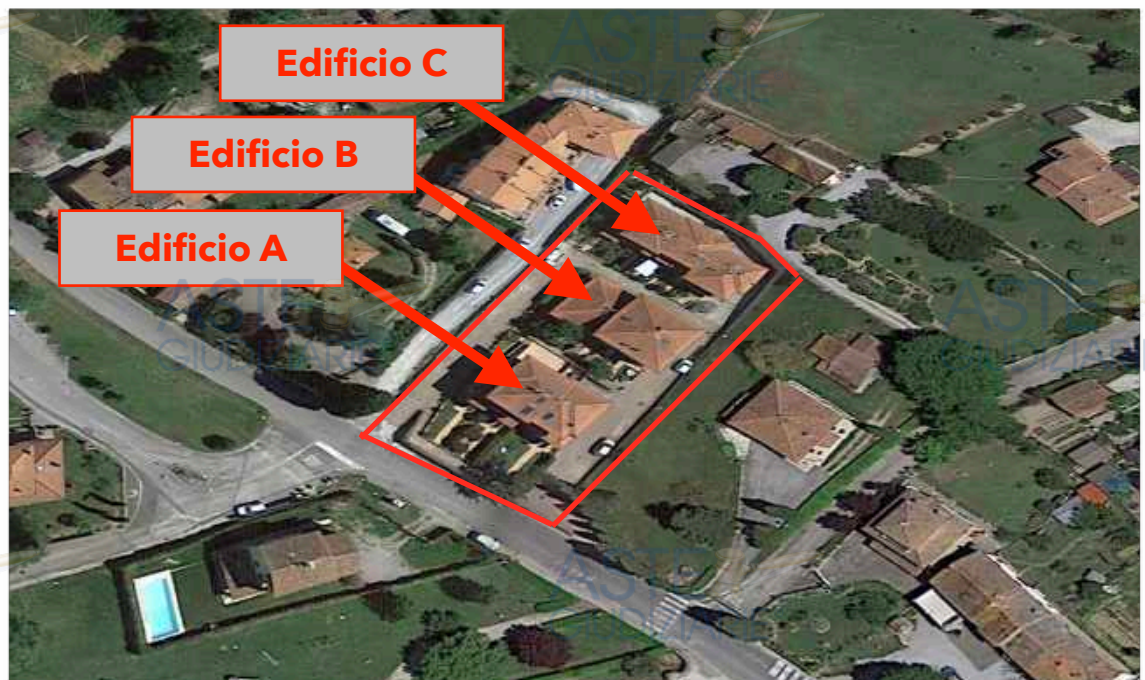 ASTE
GIUDIZIARIE
Edificio C
Edificio B
Edificio A
ASTE
GIUDIZIARIE
ASTE
GIUDIZIARIE
ASTE
GIUDIZIARIE